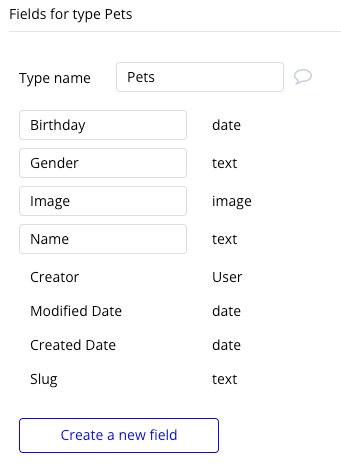 Fields for type Pets
Type name Pets
Birthday date
Gender text
Image image
Name text
Creator User
Modified Date date
Created Date date
Slug text
Create a new field